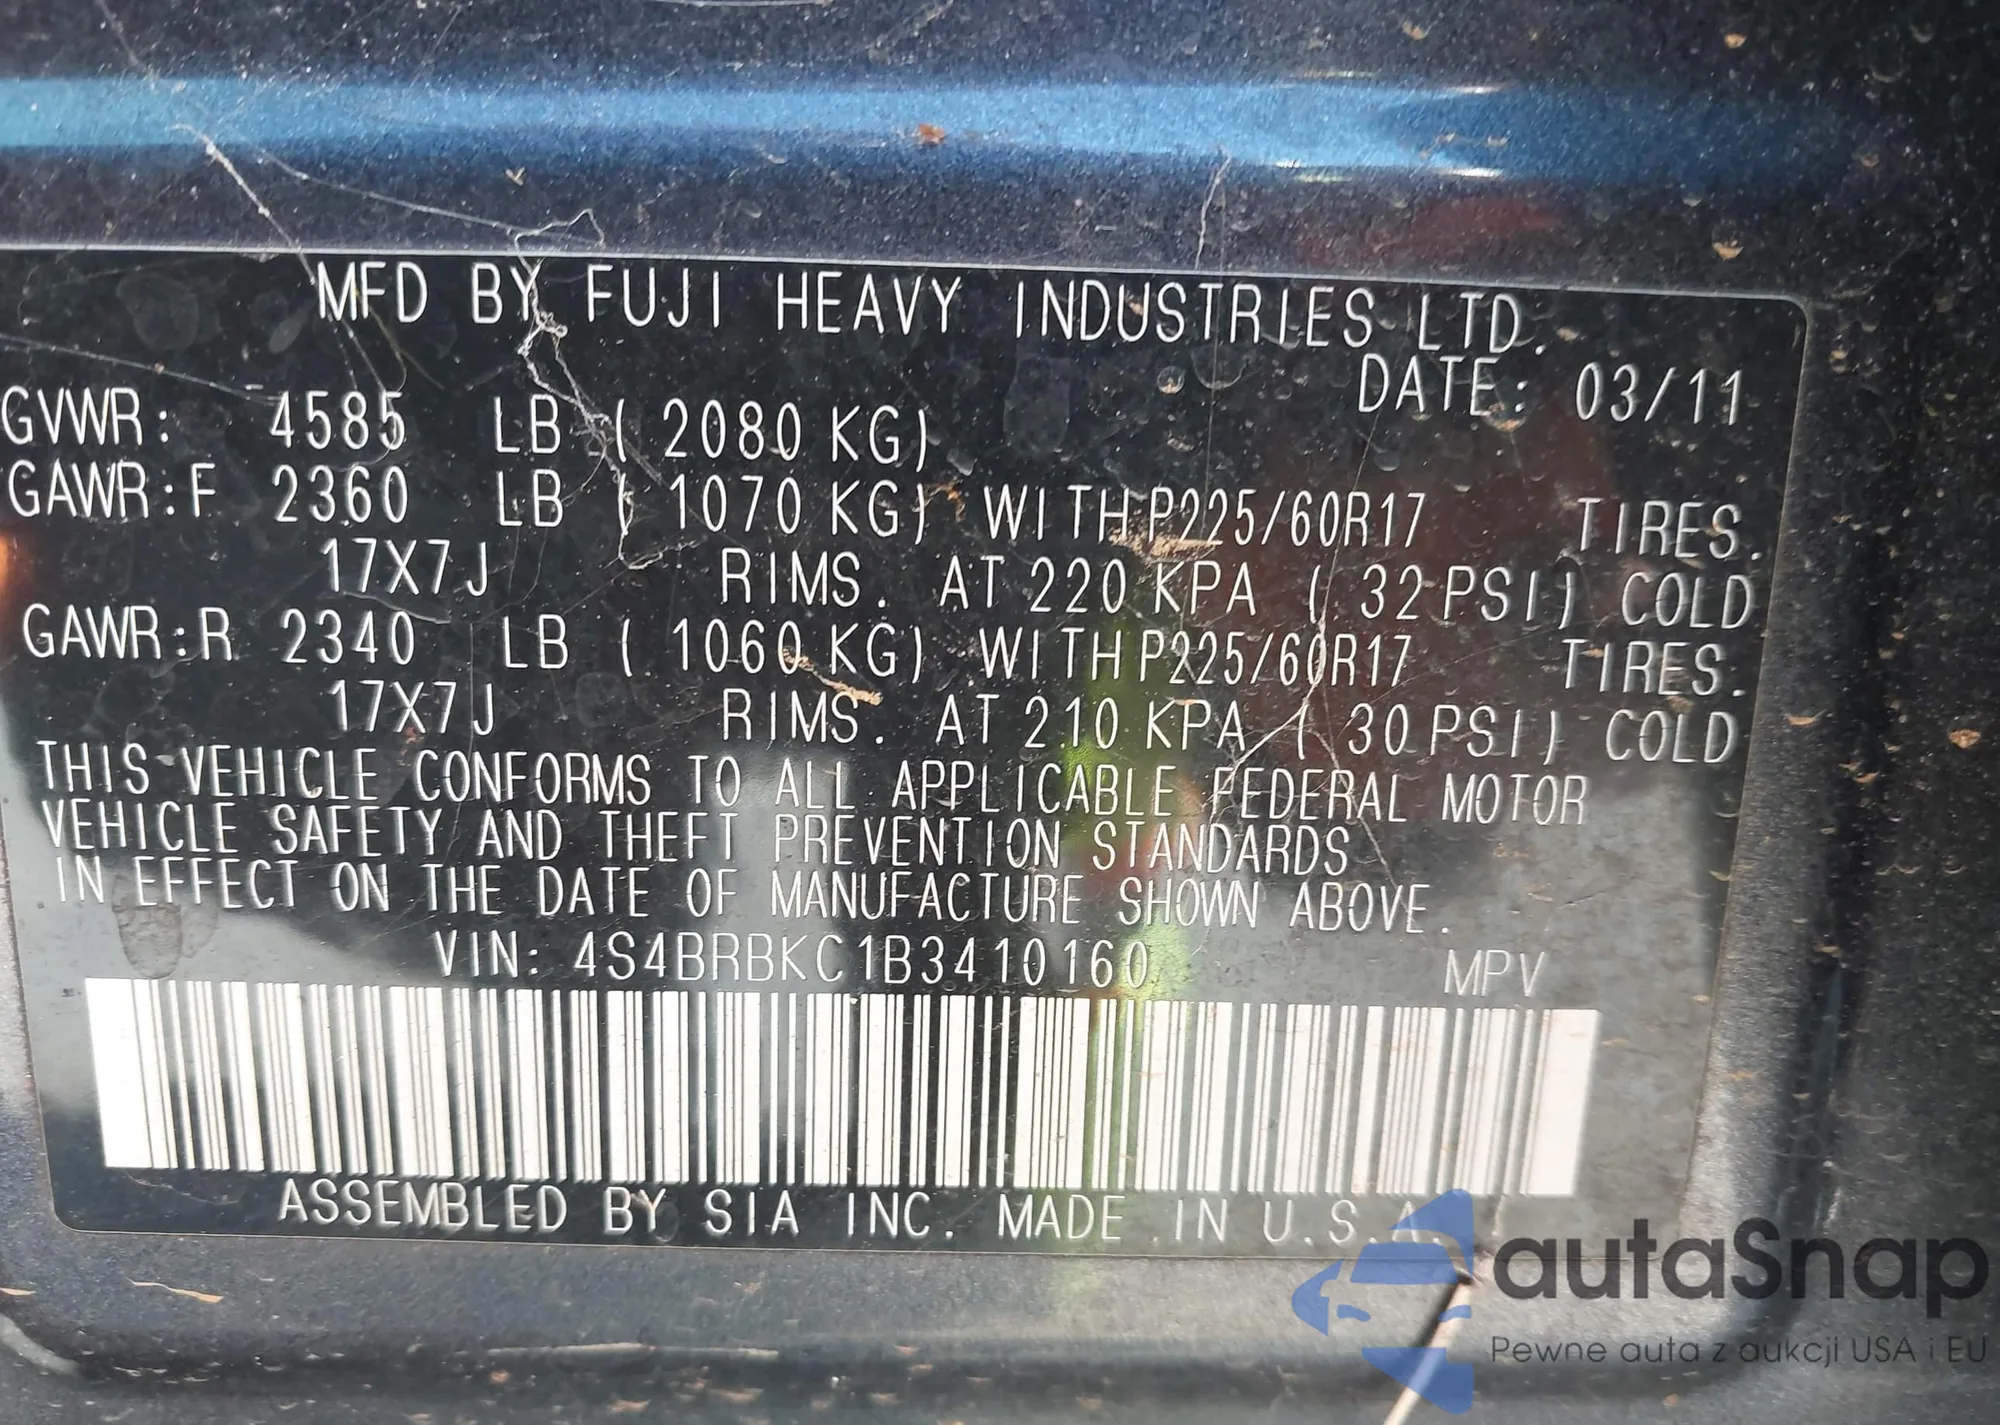 MFD BY FUJI HEAVY INDUSTRIES LTD.
DATE: 03/11
GVWR: 4585 LB ( 2080 KG)
GAWR:F 2360 LB ( 1070 KG) WITH P225/60R17 TIRES.
17X7J RIMS. AT 220 KPA ( 32 PSI) COLD
GAWR:R 2340 LB ( 1060 KG) WITH P225/60R17 TIRES.
17X7J RIMS. AT 210 KPA ( 30 PSI) COLD
THIS VEHICLE CONFORMS TO ALL APPLICABLE FEDERAL MOTOR
VEHICLE SAFETY AND THEFT PREVENTION STANDARDS
IN EFFECT ON THE DATE OF MANUFACTURE SHOWN ABOVE.
VIN: 4S4BRBKC1B3410160 MPV
ASSEMBLED BY SIA INC. MADE IN U.S.A.
autaSnap
Pewne auta z aukcji USA i EU